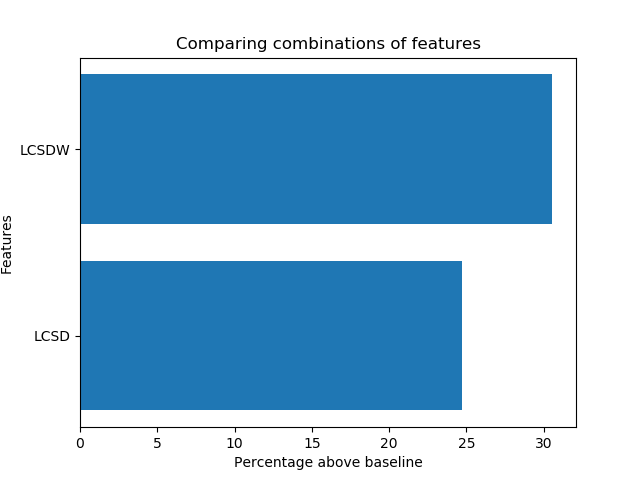 Comparing combinations of features
LCSDW
LCSD
Features
0 5 10 15 20 25 30
Percentage above baseline